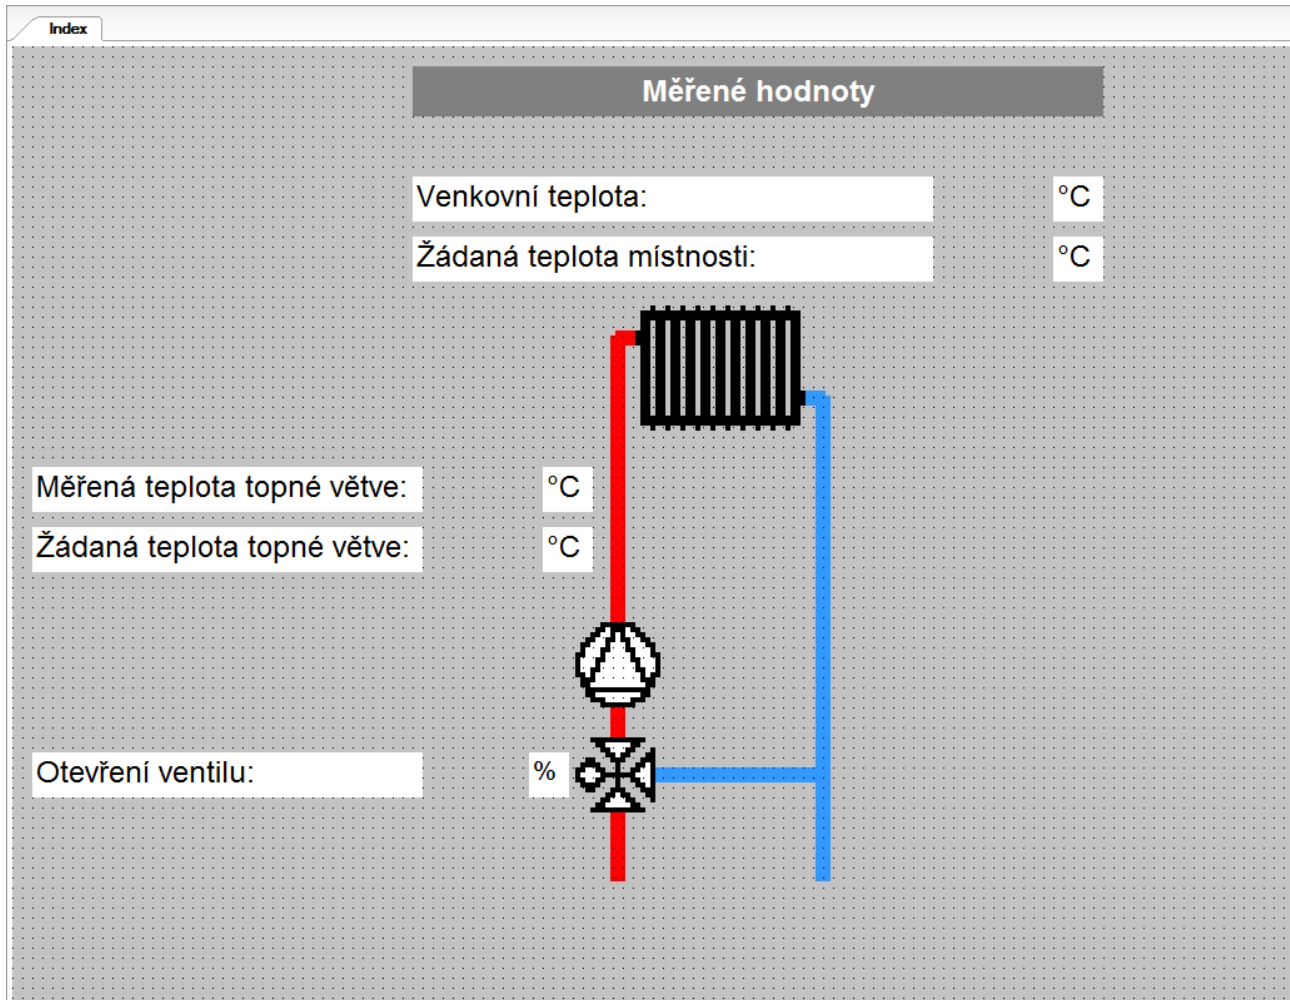 Index
Měřené hodnoty
Venkovní teplota: °C
Žádaná teplota místnosti: °C
Měřená teplota topné větve: °C
Žádaná teplota topné větve: °C
Otevření ventilu: %